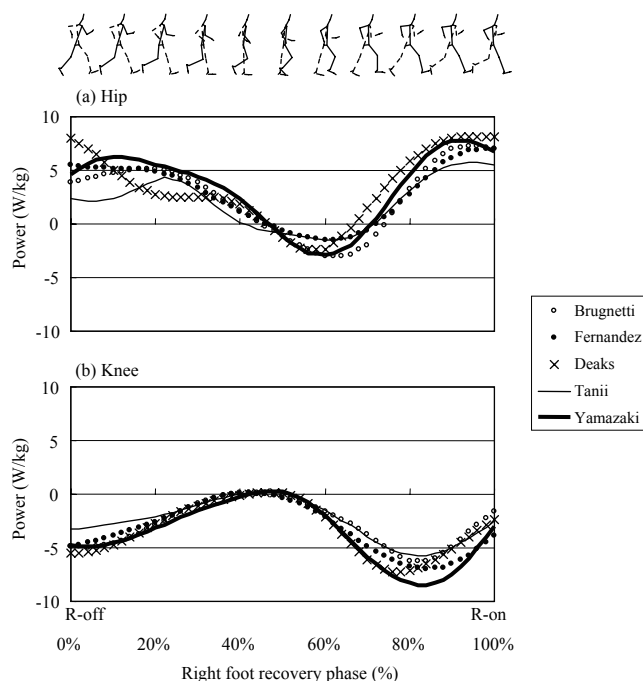 (a) Hip
10
5
0
-5
-10
Power (W/kg)
Brugnetti
Fernandez
Deaks
Tanii
Yamazaki
(b) Knee
10
5
0
-5
-10
Power (W/kg)
R-off
R-on
0%
20%
40%
60%
80%
100%
Right foot recovery phase (%)